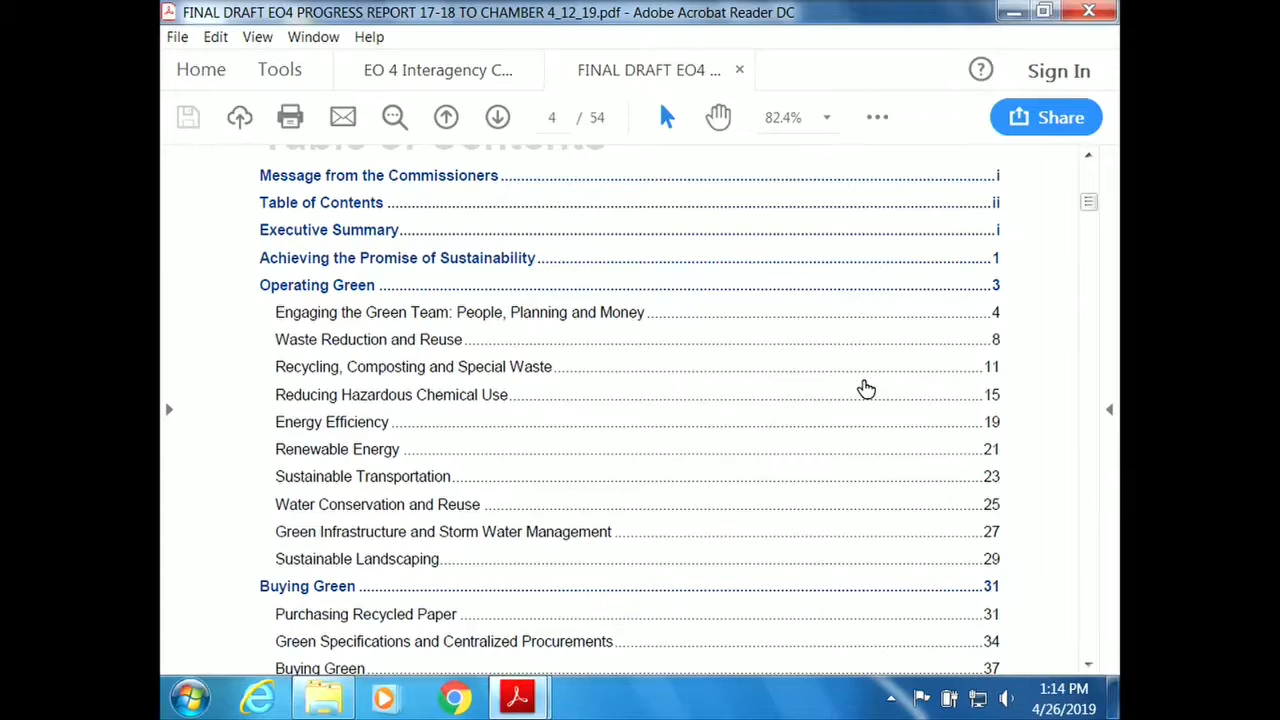 FINAL DRAFT EO4 PROGRESS REPORT 17-18 TO CHAMBER 4_12_19.pdf - Adobe Acrobat Reader DC
File Edit View Window Help
Home Tools EO 4 Interagency C... FINAL DRAFT EO4 ... × ? Sign In
4 / 54 82.4% Share
Table of Contents
Message from the Commissioners i
Table of Contents ii
Executive Summary i
Achieving the Promise of Sustainability 1
Operating Green 3
Engaging the Green Team: People, Planning and Money 4
Waste Reduction and Reuse 8
Recycling, Composting and Special Waste 11
Reducing Hazardous Chemical Use 15
Energy Efficiency 19
Renewable Energy 21
Sustainable Transportation 23
Water Conservation and Reuse 25
Green Infrastructure and Storm Water Management 27
Sustainable Landscaping 29
Buying Green 31
Purchasing Recycled Paper 31
Green Specifications and Centralized Procurements 34
Buying Green 37
1:14 PM
4/26/2019